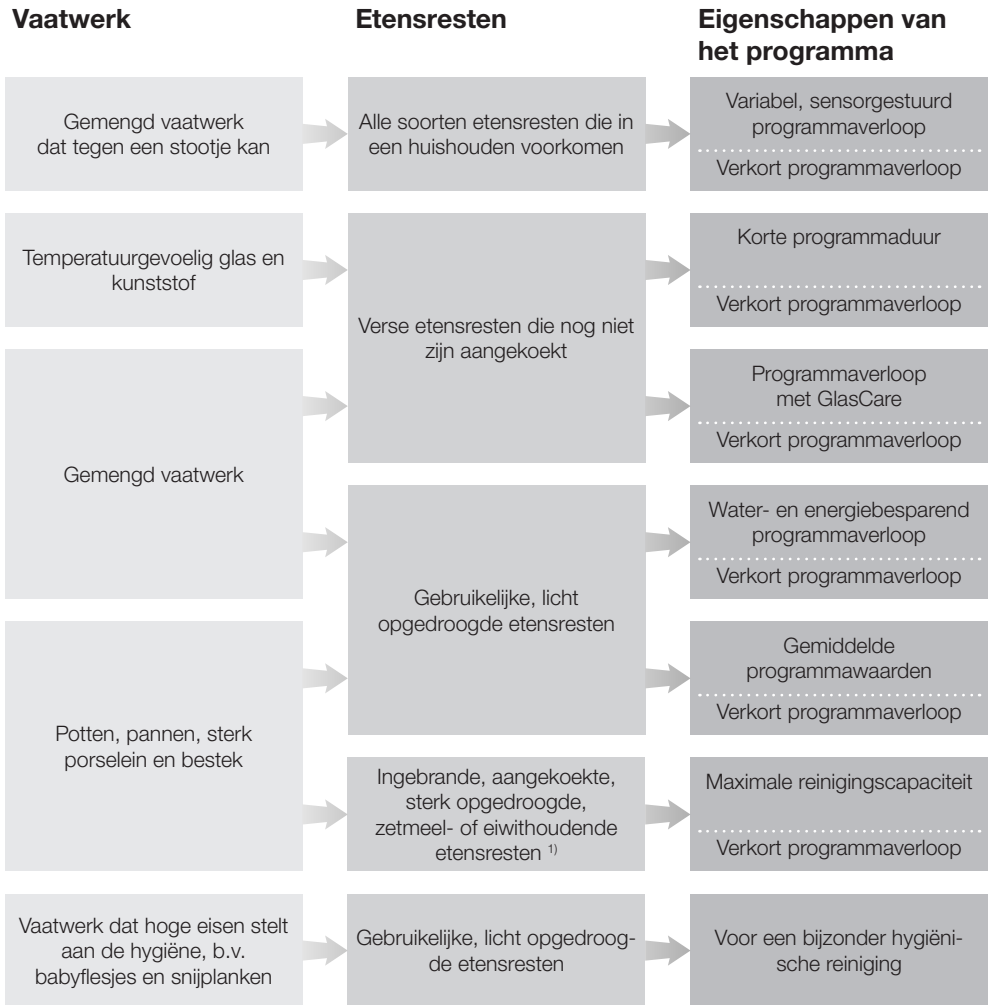 Vaatwerk
Etensresten
Eigenschappen van
het programma
Gemengd vaatwerk
dat tegen een stootje kan
Alle soorten etensresten die in
een huishouden voorkomen
Variabel, sensorgestuurd
programmaverloop
Verkort programmaverloop
Temperatuurgevoelig glas en
kunststof
Verse etensresten die nog niet
zijn aangekoekt
Korte programmaduur
Verkort programmaverloop
Gemengd vaatwerk
Programmaverloop
met GlasCare
Verkort programmaverloop
Gebruikelijke, licht
opgedroogde etensresten
Water- en energiebesparend
programmaverloop
Verkort programmaverloop
Potten, pannen, sterk
porselein en bestek
Gemiddelde
programmawaarden
Verkort programmaverloop
Ingebrande, aangekoekte,
sterk opgedroogde,
zetmeel- of eiwithoudende
etensresten 1)
Maximale reinigingscapaciteit
Verkort programmaverloop
Vaatwerk dat hoge eisen stelt
aan de hygiëne, b.v.
babyflesjes en snijplanken
Gebruikelijke, licht opgedroog-
de etensresten
Voor een bijzonder hygiëni-
sche reiniging